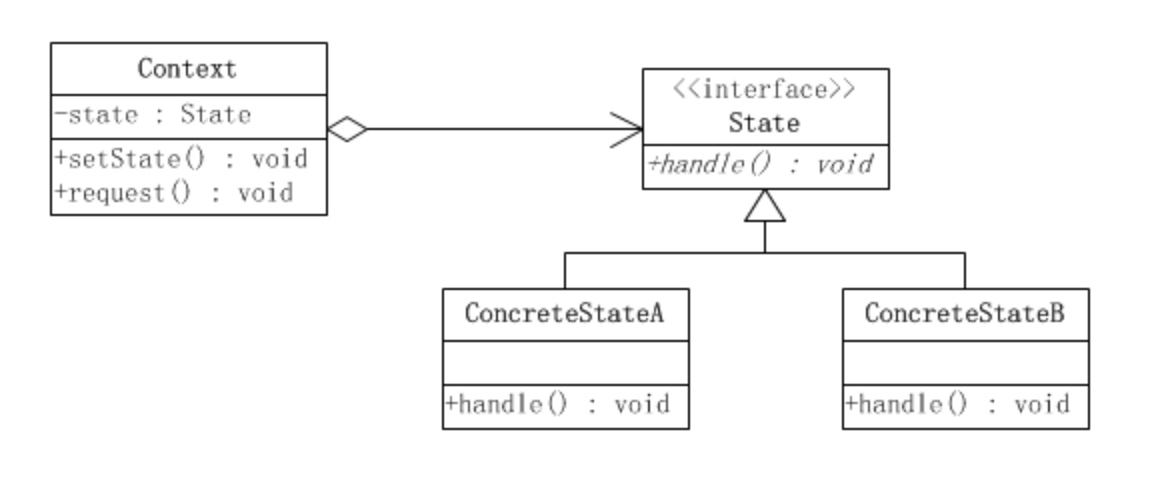 Context
-state : State
+setState() : void
+request() : void
<<interface>>
State
+handle() : void
ConcreteStateA
+handle() : void
ConcreteStateB
+handle() : void